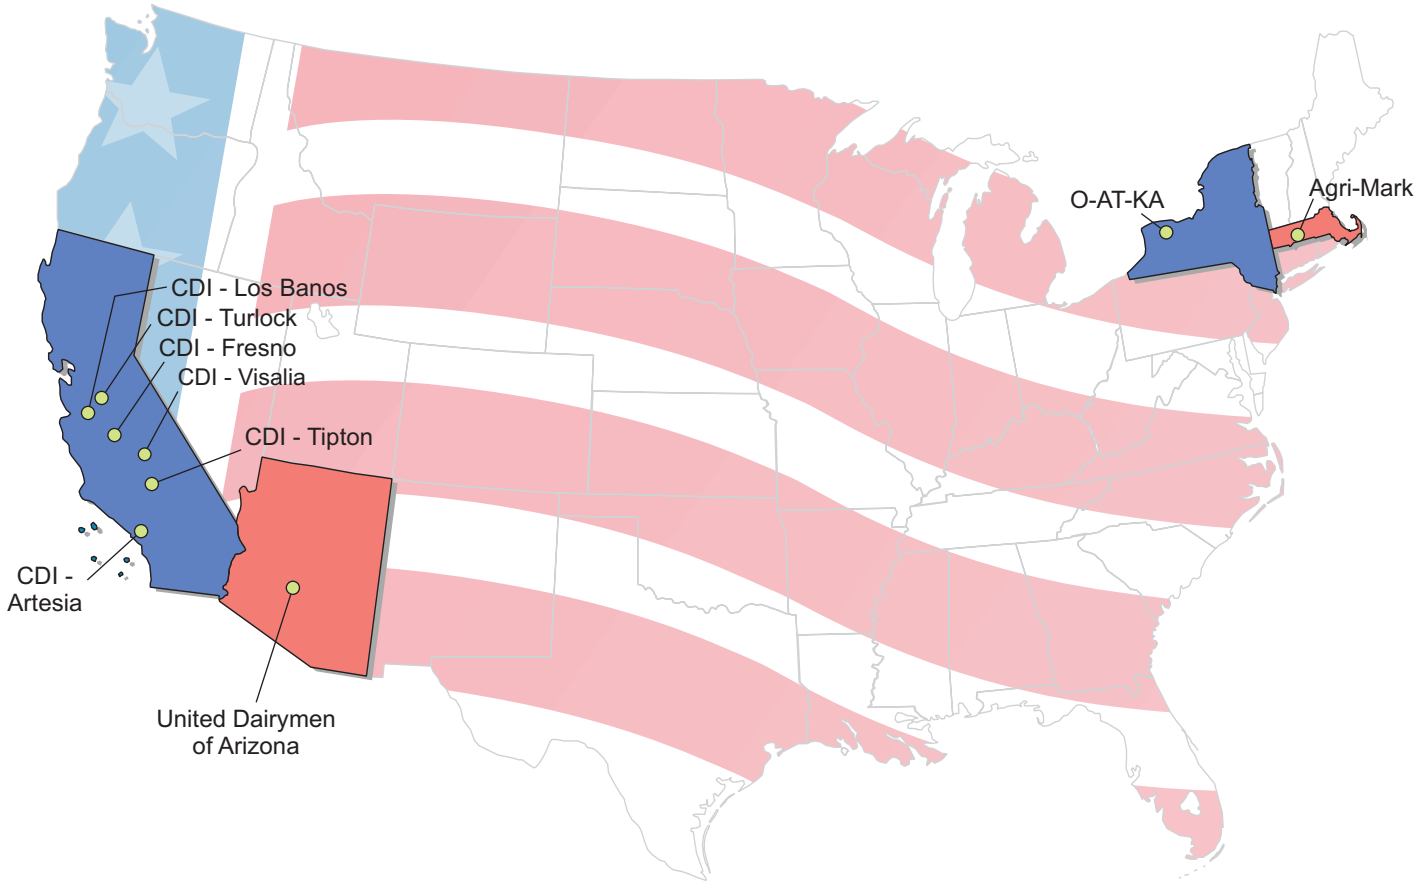 O-AT-KA
Agri-Mark
CDI - Los Banos
CDI - Turlock
CDI - Fresno
CDI - Visalia
CDI - Tipton
CDI -
Artesia
United Dairymen
of Arizona